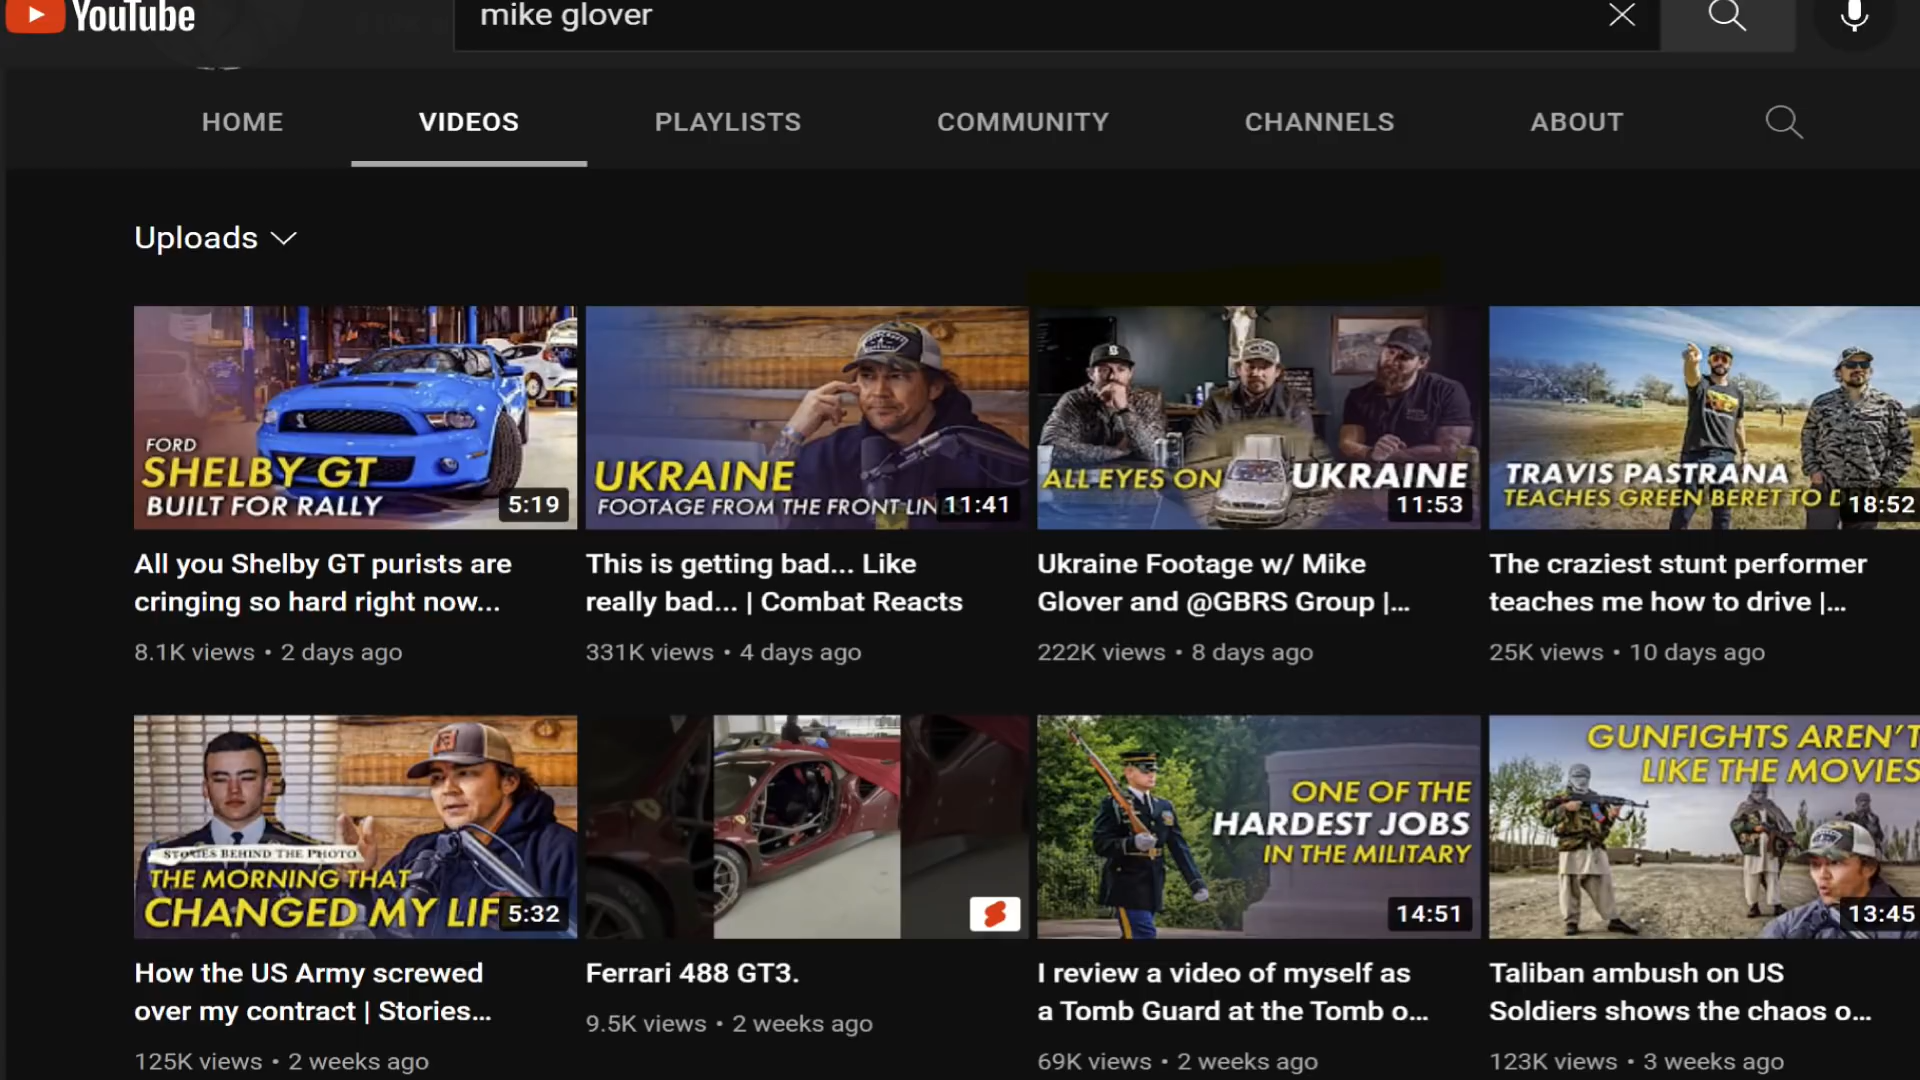 YouTube
mike glover
HOME VIDEOS PLAYLISTS COMMUNITY CHANNELS ABOUT
Uploads
FORD
SHELBY GT
BUILT FOR RALLY
5:19
UKRAINE
FOOTAGE FROM THE FRONT LIN
11:41
ALL EYES ON UKRAINE
11:53
TRAVIS PASTRANA
TEACHES GREEN BERET TO D
18:52
All you Shelby GT purists are
cringing so hard right now...
8.1K views • 2 days ago
This is getting bad... Like
really bad... | Combat Reacts
331K views • 4 days ago
Ukraine Footage w/ Mike
Glover and @GBRS Group |...
222K views • 8 days ago
The craziest stunt performer
teaches me how to drive |...
25K views • 10 days ago
STORIES BEHIND THE PHOTO
THE MORNING THAT
CHANGED MY LIF
5:32
ONE OF THE
HARDEST JOBS
IN THE MILITARY
14:51
GUNFIGHTS AREN'T
LIKE THE MOVIES
13:45
How the US Army screwed
over my contract | Stories...
125K views • 2 weeks ago
Ferrari 488 GT3.
9.5K views • 2 weeks ago
I review a video of myself as
a Tomb Guard at the Tomb o...
69K views • 2 weeks ago
Taliban ambush on US
Soldiers shows the chaos o...
123K views • 3 weeks ago